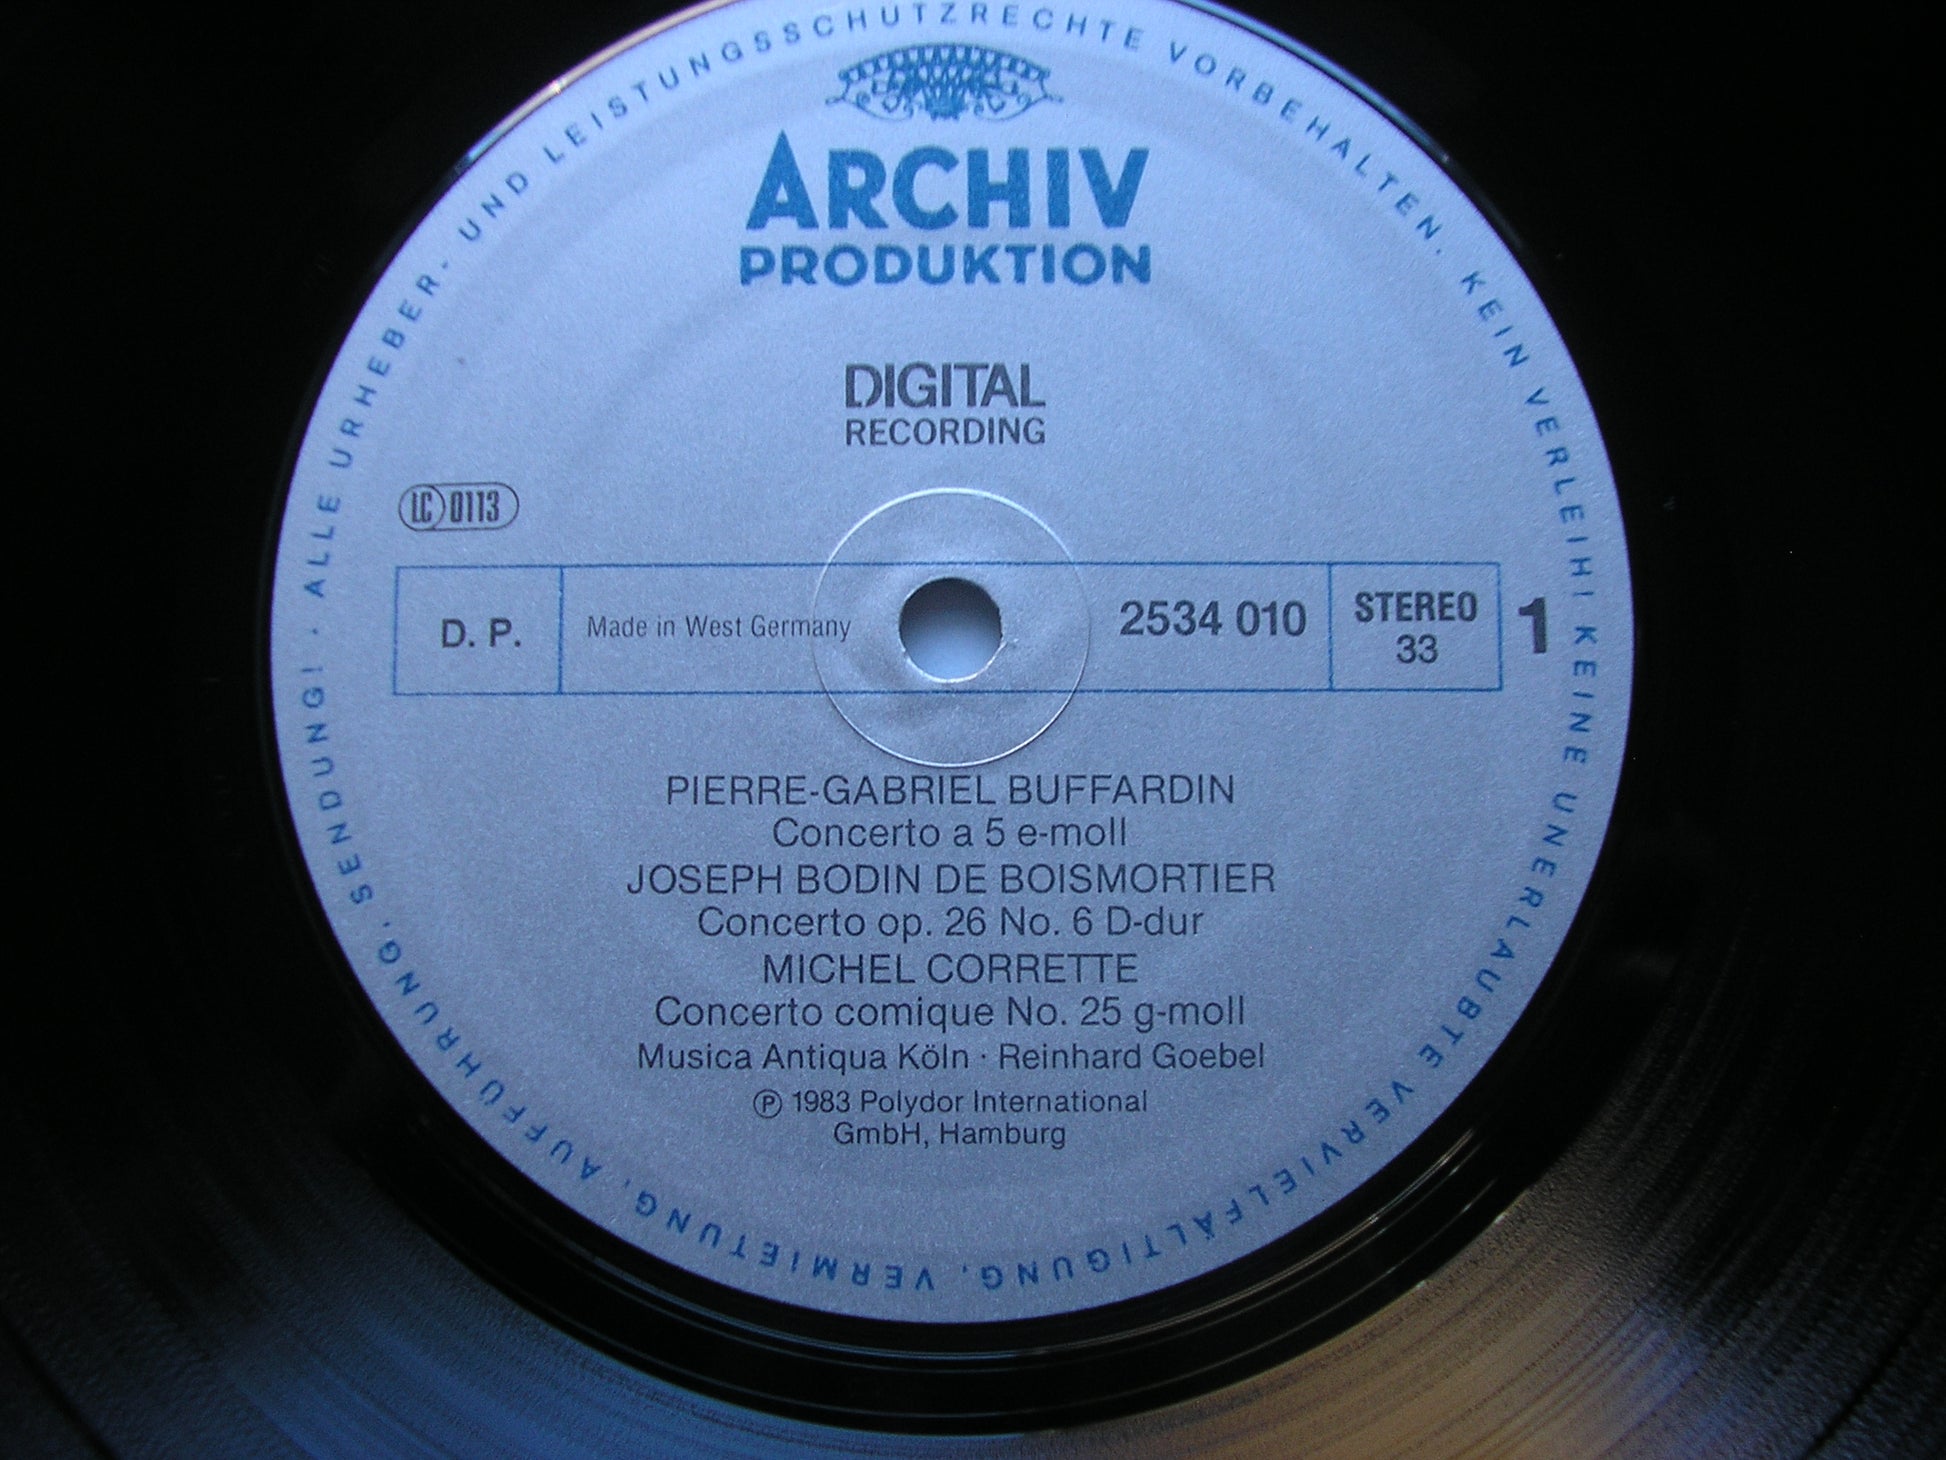 ALLE URHEBER- UND LEISTUNGSSCHUTZRECHTE VORBEHALTEN. KEIN VERLEIH! KEINE UNERLAUBTE VERVIELFÄLTIGUNG, VERMIETUNG, AUFFÜHRUNG, SENDUNG! ·
ARCHIV
PRODUKTION
DIGITAL
RECORDING
LC 0113
D. P.
Made in West Germany
2534 010
STEREO
33
1
PIERRE-GABRIEL BUFFARDIN
Concerto a 5 e-moll
JOSEPH BODIN DE BOISMORTIER
Concerto op. 26 No. 6 D-dur
MICHEL CORRETTE
Concerto comique No. 25 g-moll
Musica Antiqua Köln · Reinhard Goebel
℗ 1983 Polydor International
GmbH, Hamburg